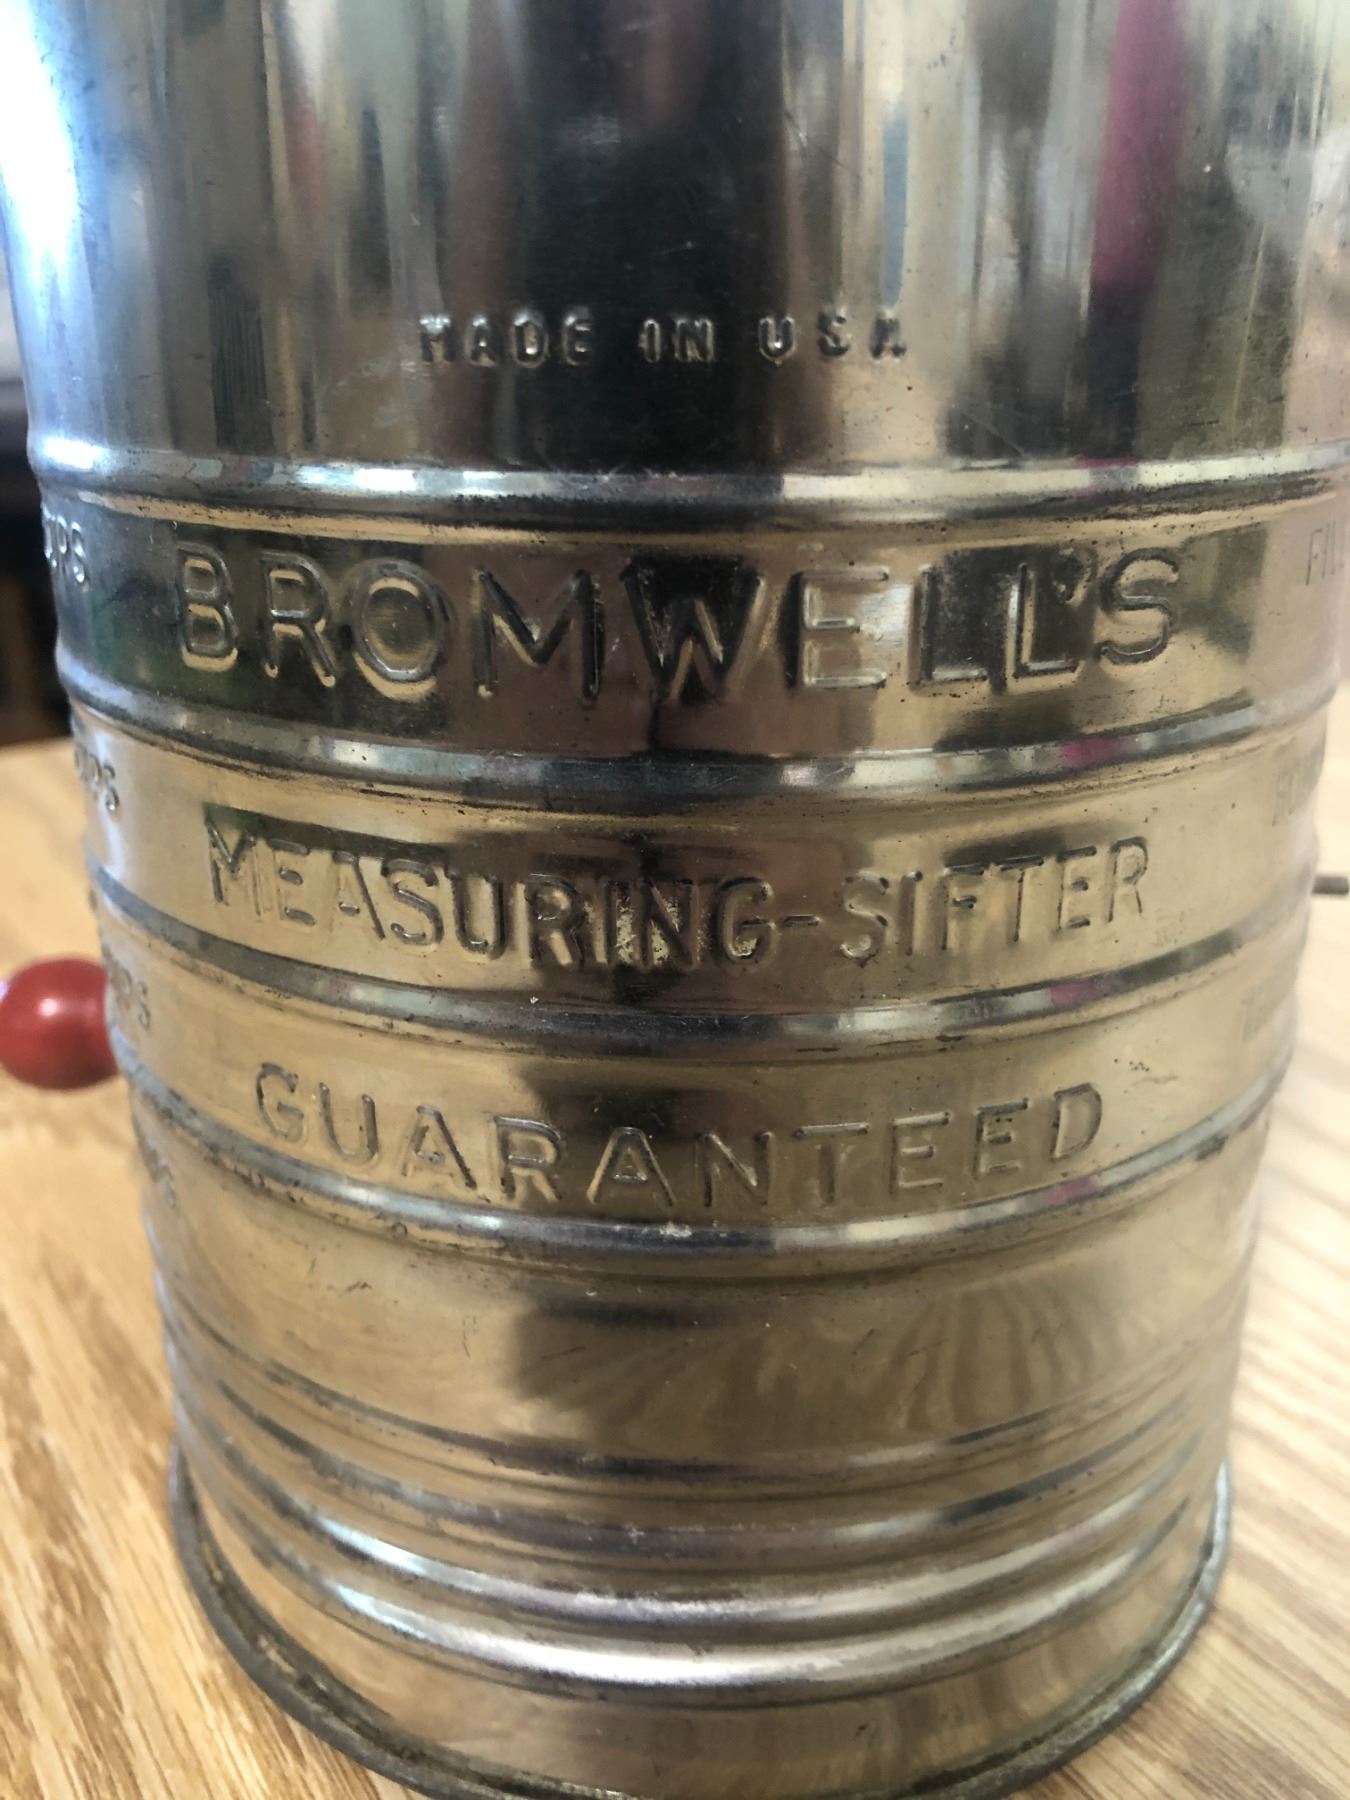 MADE IN USA
BROMWELL'S
MEASURING-SIFTER
GUARANTEED